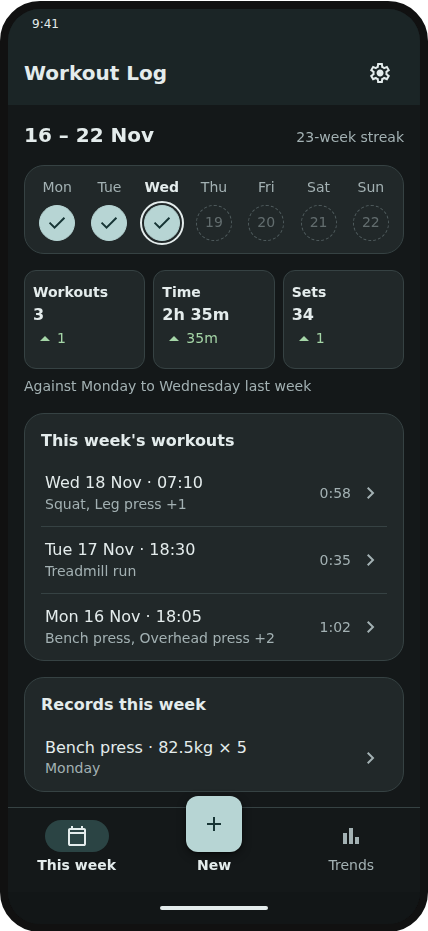 9:41
Workout Log
16 – 22 Nov
23-week streak
Mon Tue Wed Thu Fri Sat Sun
19 20 21 22
Workouts Time Sets
3 2h 35m 34
1 35m 1
Against Monday to Wednesday last week
This week's workouts
Wed 18 Nov · 07:10
Squat, Leg press +1
0:58
Tue 17 Nov · 18:30
Treadmill run
0:35
Mon 16 Nov · 18:05
Bench press, Overhead press +2
1:02
Records this week
Bench press · 82.5kg × 5
Monday
This week New Trends